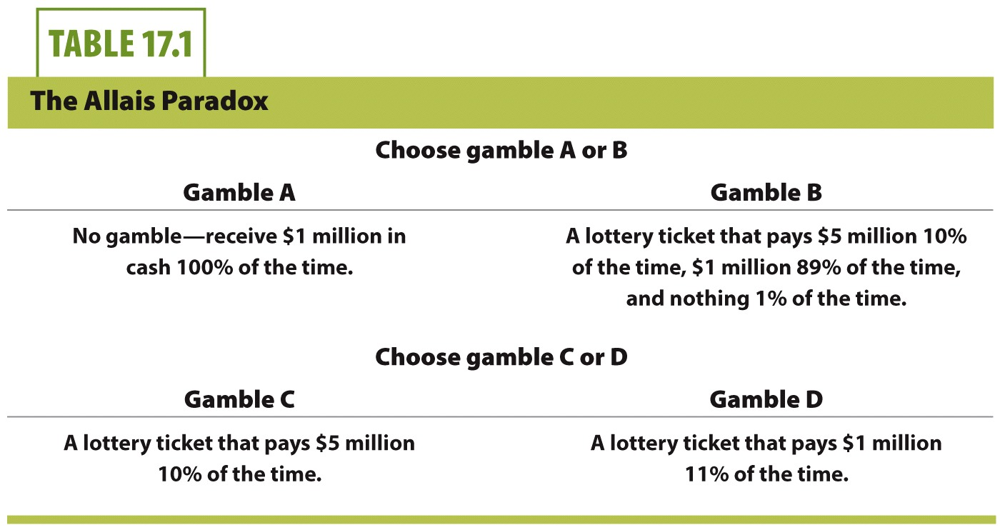 TABLE 17.1
The Allais Paradox
Choose gamble A or B
Gamble A
Gamble B
No gamble—receive $1 million in
cash 100% of the time.
A lottery ticket that pays $5 million 10%
of the time, $1 million 89% of the time,
and nothing 1% of the time.
Choose gamble C or D
Gamble C
Gamble D
A lottery ticket that pays $5 million
10% of the time.
A lottery ticket that pays $1 million
11% of the time.